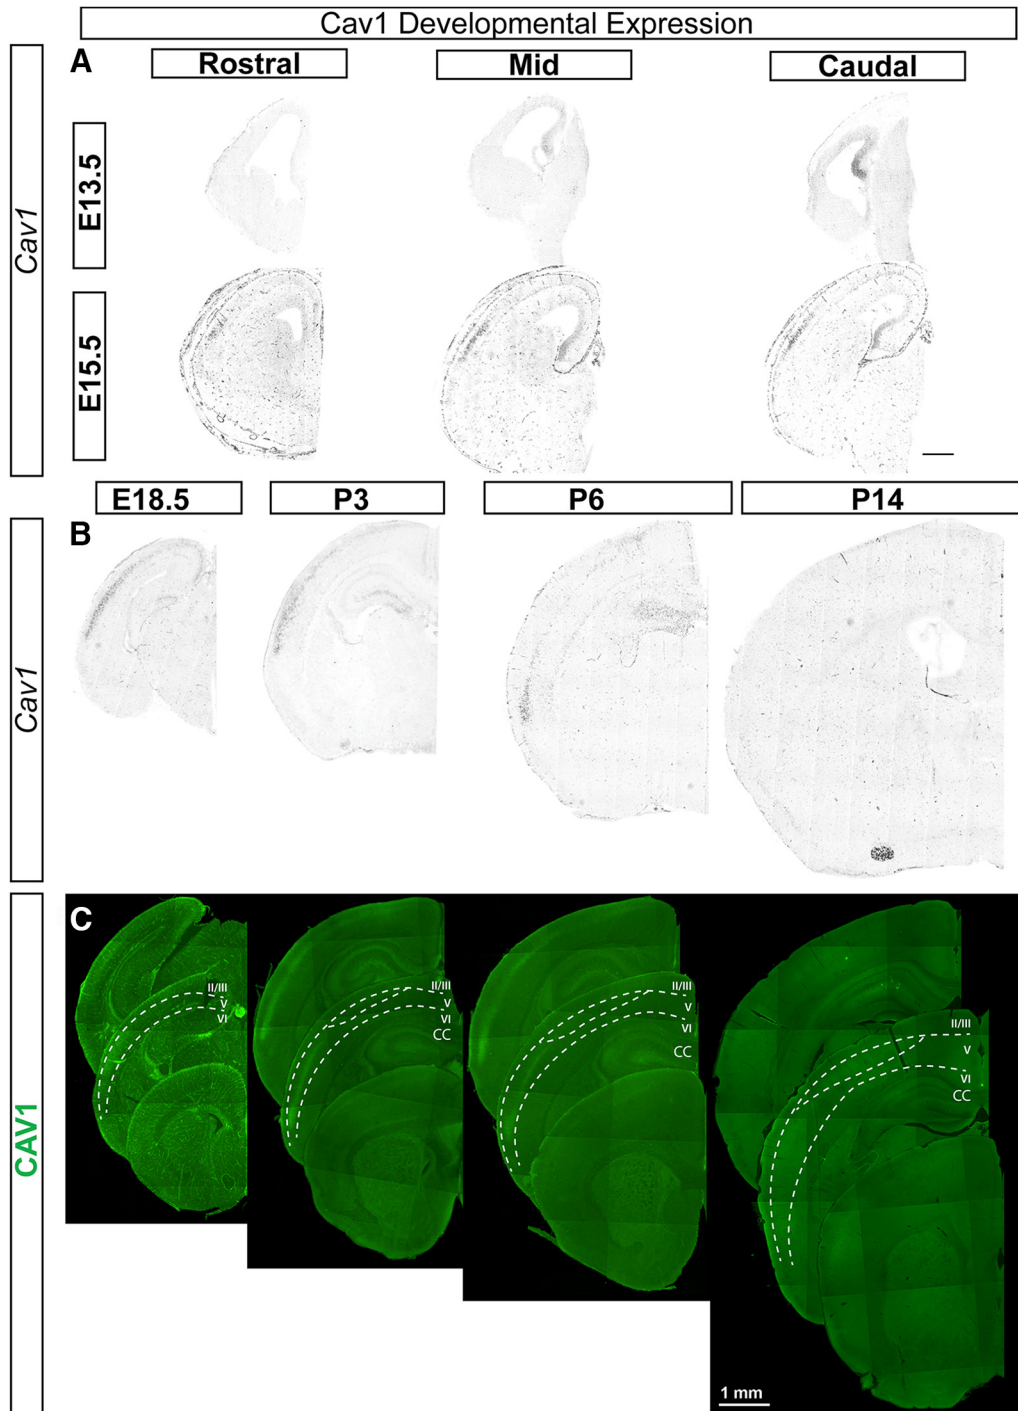 Cav1 Developmental Expression
A
Rostral
Mid
Caudal
Cav1
E13.5
E15.5
E18.5
P3
P6
P14
B
Cav1
C
CAV1
II/III
V
VI
II/III
V
VI
CC
II/III
V
VI
CC
II/III
V
VI
CC
1 mm